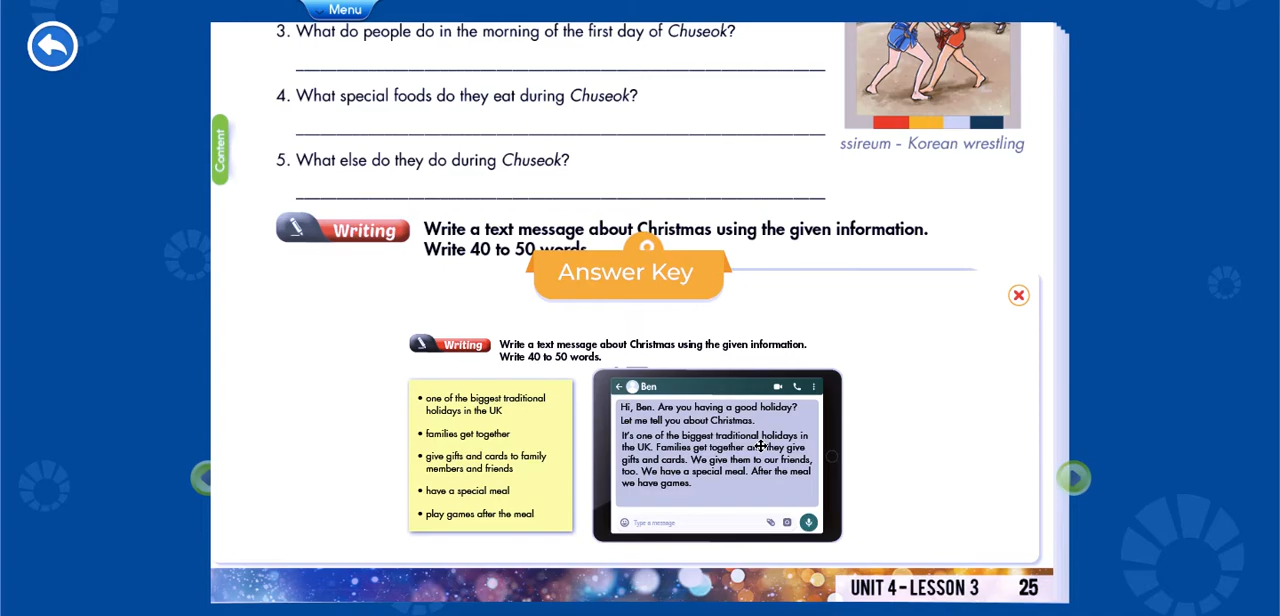 Menu
3. What do people do in the morning of the first day of Chuseok?
4. What special foods do they eat during Chuseok?
ssireum - Korean wrestling
Content
5. What else do they do during Chuseok?
Writing
Write a text message about Christmas using the given information.
Write 40 to 50 words.
Answer Key
Writing
Write a text message about Christmas using the given information.
Write 40 to 50 words.
• one of the biggest traditional
holidays in the UK
• families get together
• give gifts and cards to family
members and friends
• have a special meal
• play games after the meal
Ben
Hi, Ben. Are you having a good holiday?
Let me tell you about Christmas.
It's one of the biggest traditional holidays in
the UK. Families get together and they give
gifts and cards. We give them to our friends,
too. We have a special meal. After the meal
we have games.
Type a message
UNIT 4 - LESSON 3 25